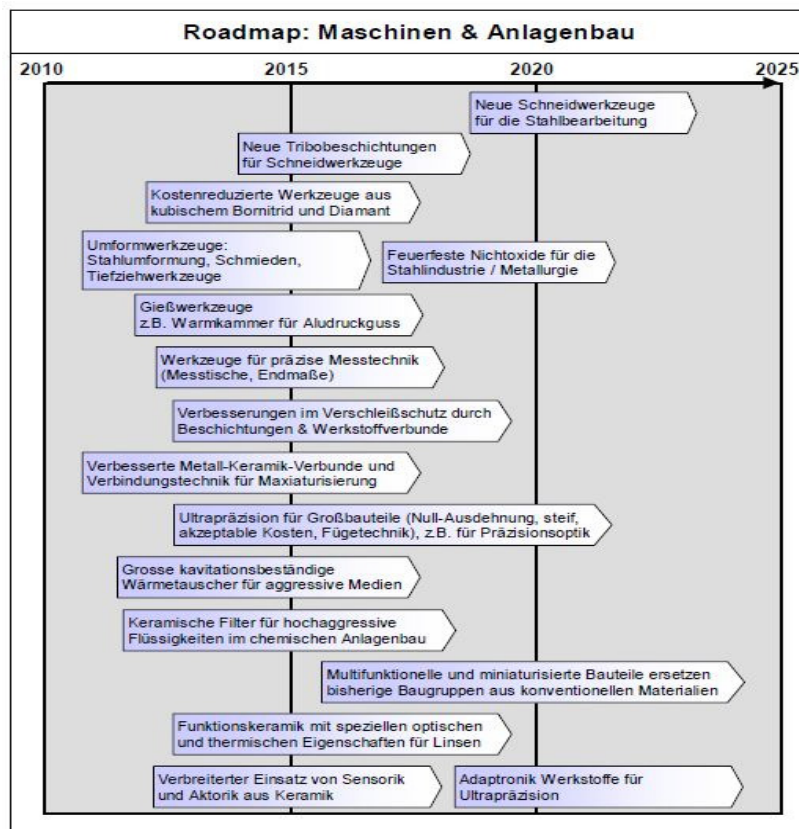 Roadmap: Maschinen & Anlagenbau
2010 2015 2020 2025
Neue Schneidwerkzeuge
für die Stahlbearbeitung
Neue Tribobeschichtungen
für Schneidwerkzeuge
Kostenreduzierte Werkzeuge aus
kubischem Bornitrid und Diamant
Umformwerkzeuge:
Stahlumformung, Schmieden,
Tiefziehwerkzeuge
Feuerfeste Nichtoxide für die
Stahlindustrie / Metallurgie
Gießwerkzeuge
z.B. Warmkammer für Aludruckguss
Werkzeuge für präzise Messtechnik
(Messtische, Endmaße)
Verbesserungen im Verschleißschutz durch
Beschichtungen & Werkstoffverbunde
Verbesserte Metall-Keramik-Verbunde und
Verbindungstechnik für Maxiaturisierung
Ultrapräzision für Großbauteile (Null-Ausdehnung, steif,
akzeptable Kosten, Fügetechnik), z.B. für Präzisionsoptik
Grosse kavitationsbeständige
Wärmetauscher für aggressive Medien
Keramische Filter für hochaggressive
Flüssigkeiten im chemischen Anlagenbau
Multifunktionelle und miniaturisierte Bauteile ersetzen
bisherige Baugruppen aus konventionellen Materialien
Funktionskeramik mit speziellen optischen
und thermischen Eigenschaften für Linsen
Verbreiterter Einsatz von Sensorik
und Aktorik aus Keramik
Adaptronik Werkstoffe für
Ultrapräzision